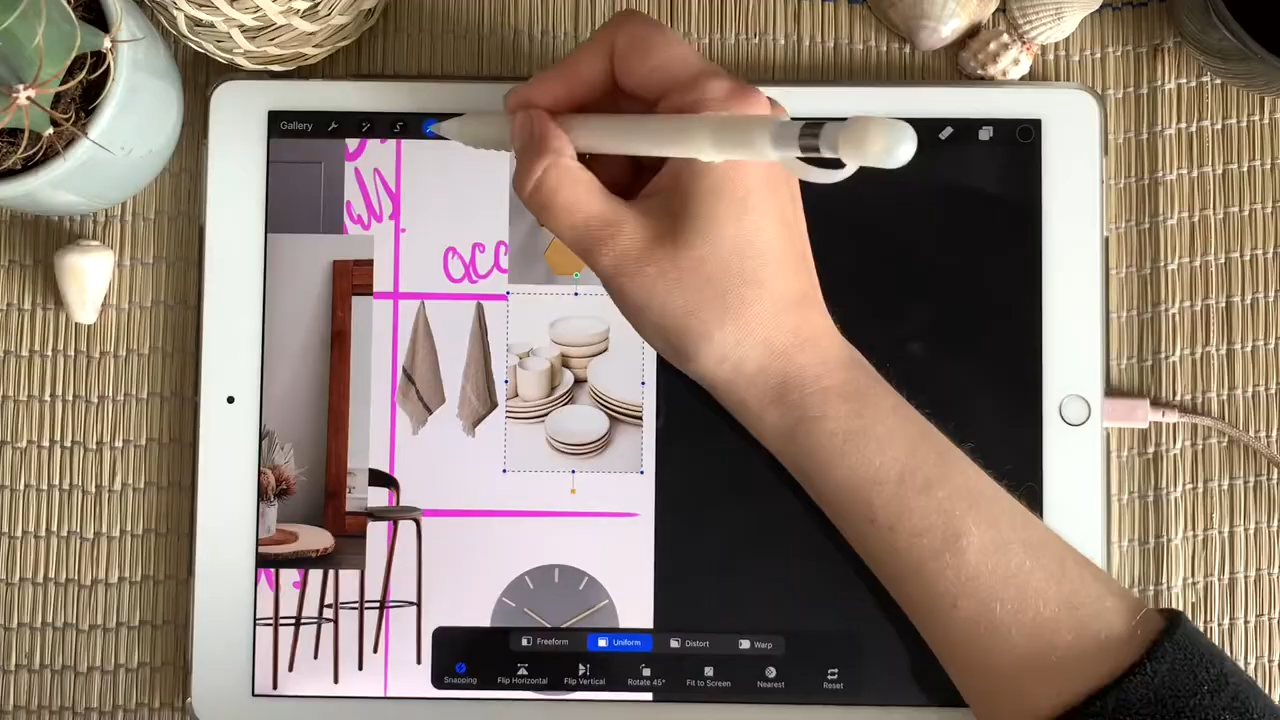 Gallery
acc
Freeform
Uniform
Distort
Warp
Snapping
Flip Horizontal
Flip Vertical
Rotate 45°
Fit to Screen
Nearest
Reset